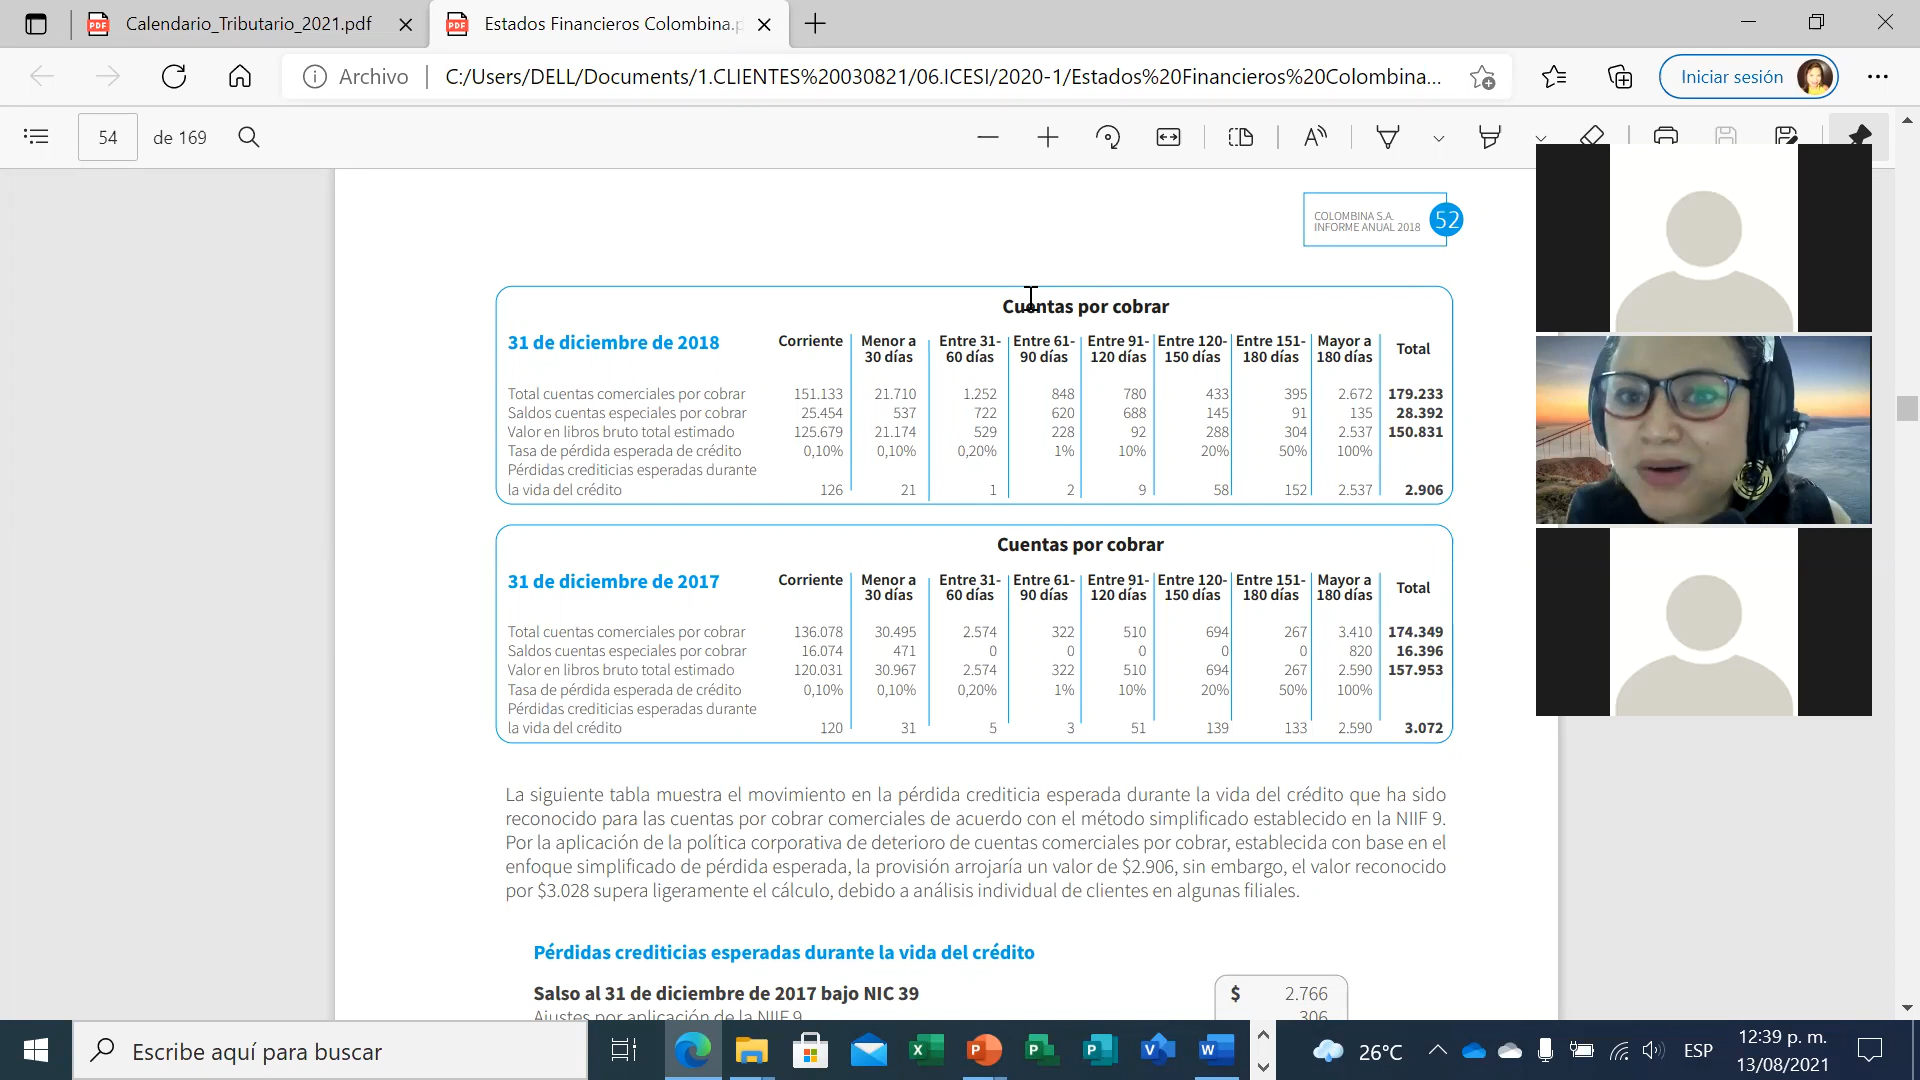 Calendario_Tributario_2021.pdf
Estados Financieros Colombina.p
Archivo
C:/Users/DELL/Documents/1.CLIENTES%20030821/06.ICESI/2020-1/Estados%20Financieros%20Colombina...
Iniciar sesión
54 de 169
COLOMBINA S.A.
INFORME ANUAL 2018
52
Cuentas por cobrar
31 de diciembre de 2018 Corriente Menor a 30 días Entre 31-60 días Entre 61-90 días Entre 91-120 días Entre 120-150 días Entre 151-180 días Mayor a 180 días Total
Total cuentas comerciales por cobrar 151.133 21.710 1.252 848 780 433 395 2.672 179.233
Saldos cuentas especiales por cobrar 25.454 537 722 620 688 145 91 135 28.392
Valor en libros bruto total estimado 125.679 21.174 529 228 92 288 304 2.537 150.831
Tasa de pérdida esperada de crédito 0,10% 0,10% 0,20% 1% 10% 20% 50% 100%
Pérdidas crediticias esperadas durante
la vida del crédito 126 21 1 2 9 58 152 2.537 2.906
Cuentas por cobrar
31 de diciembre de 2017 Corriente Menor a 30 días Entre 31-60 días Entre 61-90 días Entre 91-120 días Entre 120-150 días Entre 151-180 días Mayor a 180 días Total
Total cuentas comerciales por cobrar 136.078 30.495 2.574 322 510 694 267 3.410 174.349
Saldos cuentas especiales por cobrar 16.074 471 0 0 0 0 0 820 16.396
Valor en libros bruto total estimado 120.031 30.967 2.574 322 510 694 267 2.590 157.953
Tasa de pérdida esperada de crédito 0,10% 0,10% 0,20% 1% 10% 20% 50% 100%
Pérdidas crediticias esperadas durante
la vida del crédito 120 31 5 3 51 139 133 2.590 3.072
La siguiente tabla muestra el movimiento en la pérdida crediticia esperada durante la vida del crédito que ha sido
reconocido para las cuentas por cobrar comerciales de acuerdo con el método simplificado establecido en la NIIF 9.
Por la aplicación de la política corporativa de deterioro de cuentas comerciales por cobrar, establecida con base en el
enfoque simplificado de pérdida esperada, la provisión arrojaría un valor de $2.906, sin embargo, el valor reconocido
por $3.028 supera ligeramente el cálculo, debido a análisis individual de clientes en algunas filiales.
Pérdidas crediticias esperadas durante la vida del crédito
Salso al 31 de diciembre de 2017 bajo NIC 39 $ 2.766
Ajustes por aplicación de la NIIF 9 306
Escribe aquí para buscar
26°C
ESP
12:39 p. m.
13/08/2021